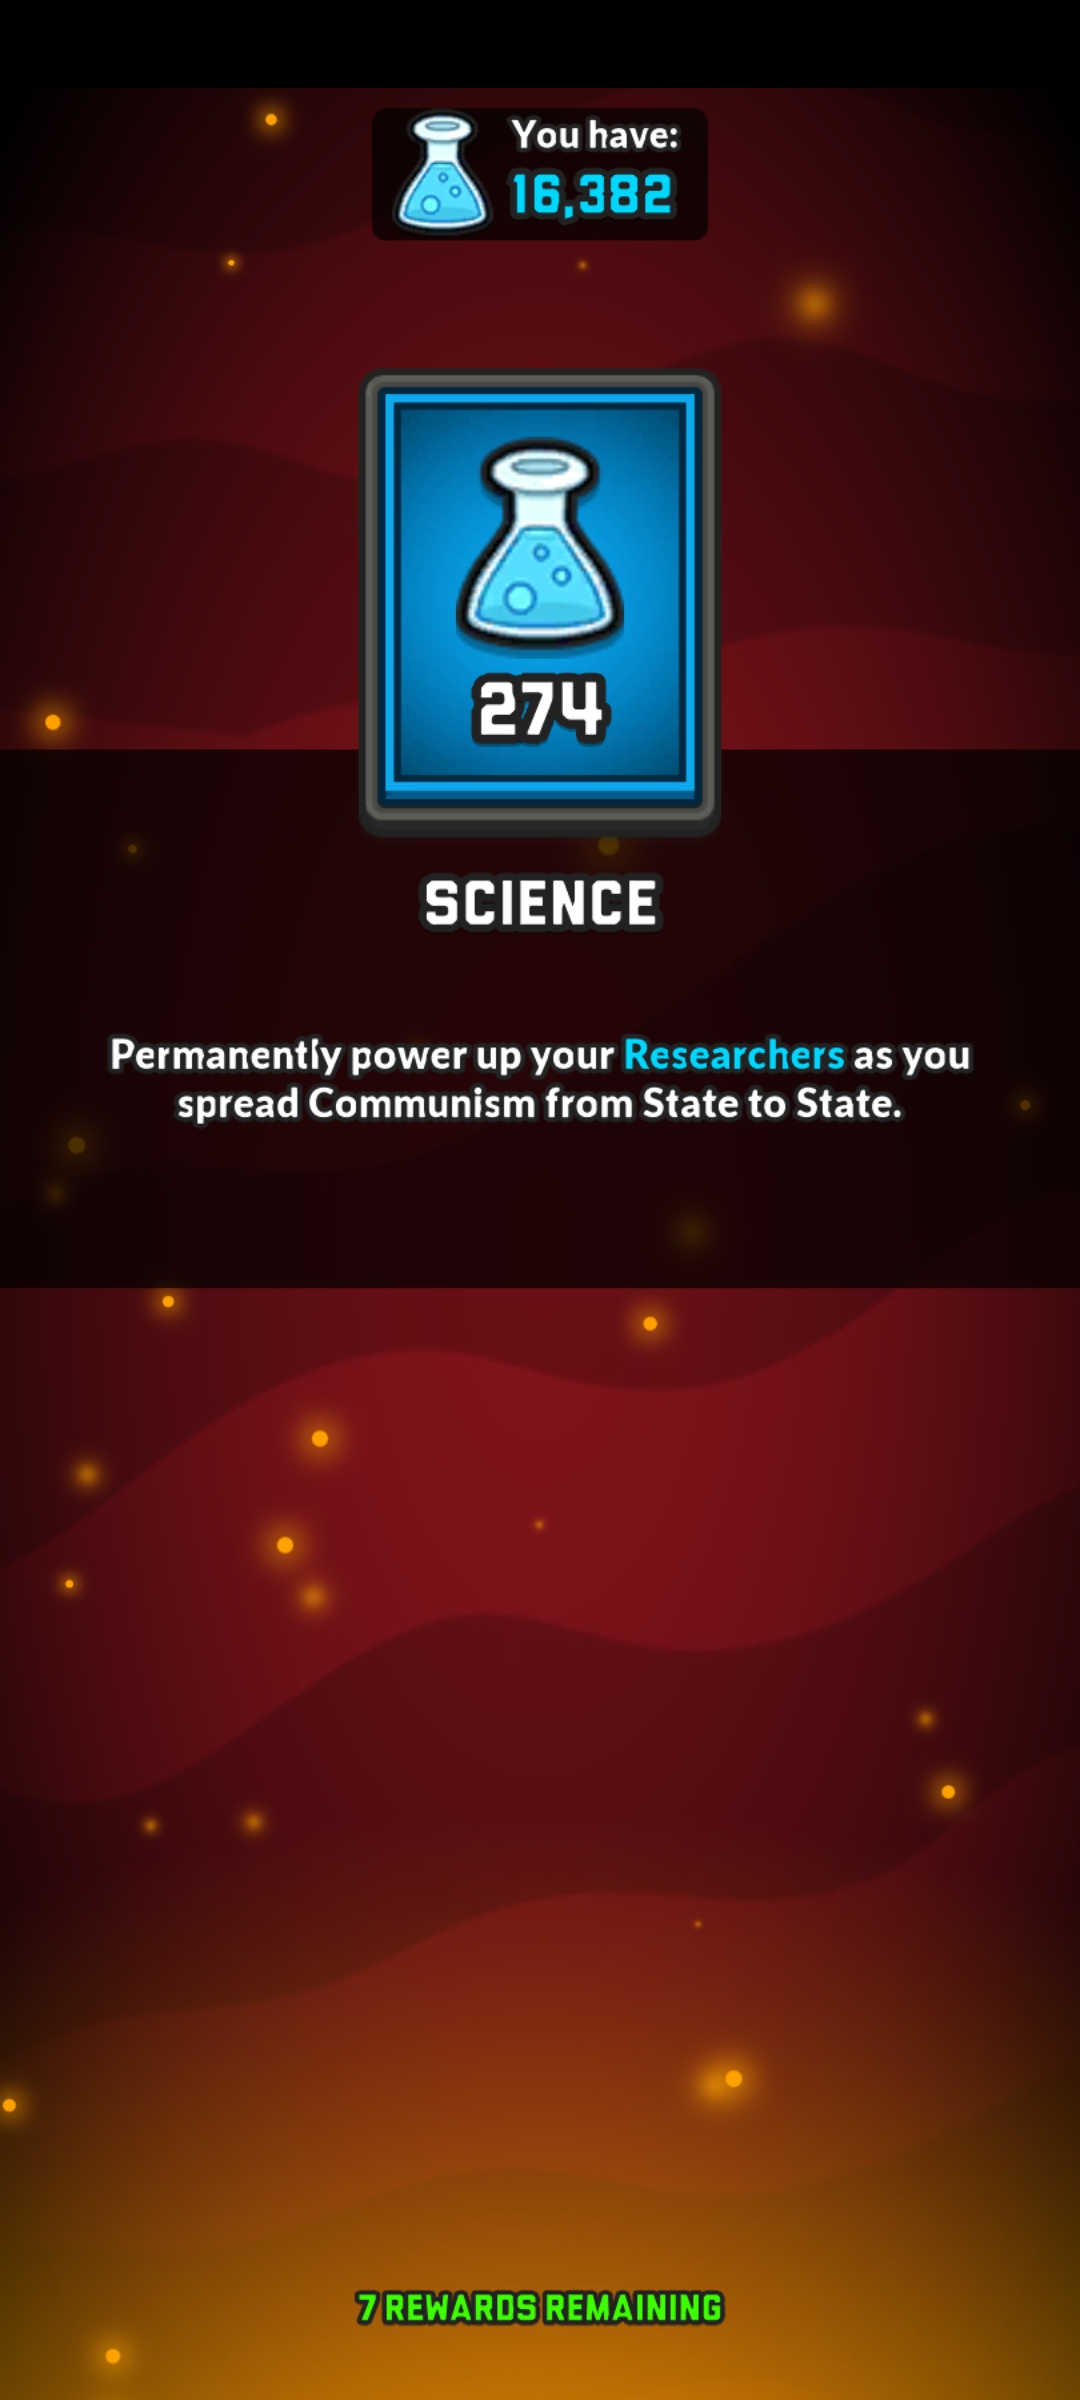 You have:
16,382
274
SCIENCE
Permanently power up your Researchers as you
spread Communism from State to State.
7 REWARDS REMAINING